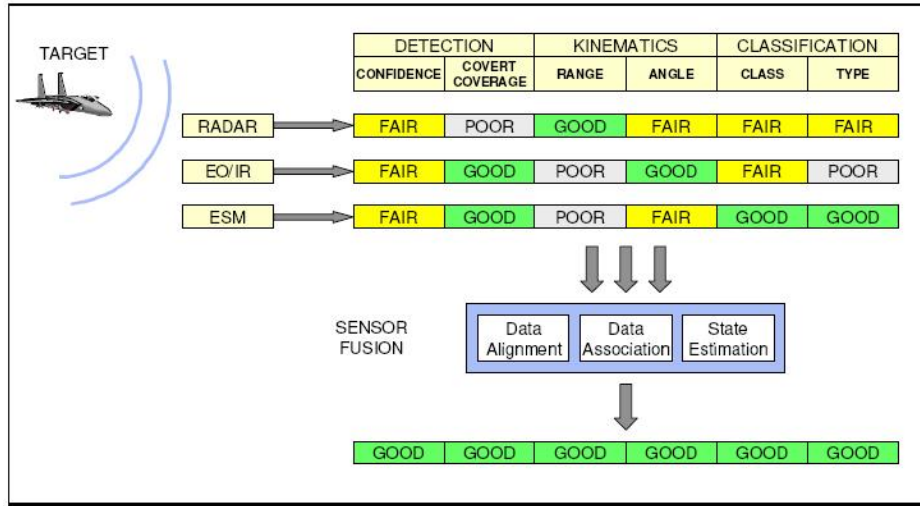 TARGET
DETECTION KINEMATICS CLASSIFICATION
CONFIDENCE COVERT COVERAGE RANGE ANGLE CLASS TYPE
RADAR FAIR POOR GOOD FAIR FAIR FAIR
EO/IR FAIR GOOD POOR GOOD FAIR POOR
ESM FAIR GOOD POOR FAIR GOOD GOOD
SENSOR
FUSION
Data
Alignment
Data
Association
State
Estimation
GOOD GOOD GOOD GOOD GOOD GOOD